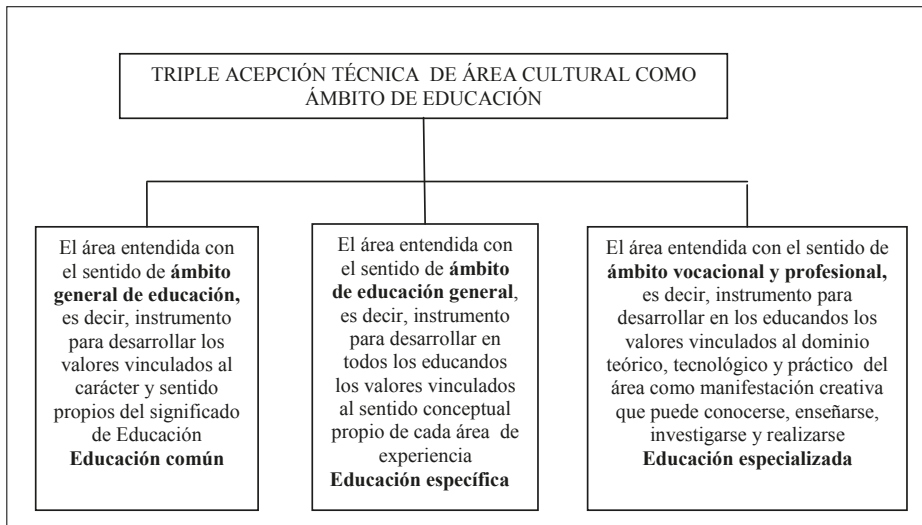 TRIPLE ACEPCIÓN TÉCNICA DE ÁREA CULTURAL COMO
ÁMBITO DE EDUCACIÓN
El área entendida con
el sentido de ámbito
general de educación,
es decir, instrumento
para desarrollar los
valores vinculados al
carácter y sentido
propios del significado
de Educación
Educación común
El área entendida con
el sentido de ámbito
de educación general,
es decir, instrumento
para desarrollar en
todos los educandos
los valores vinculados
al sentido conceptual
propio de cada área de
experiencia
Educación específica
El área entendida con el sentido de
ámbito vocacional y profesional,
es decir, instrumento para
desarrollar en los educandos los
valores vinculados al dominio
teórico, tecnológico y práctico del
área como manifestación creativa
que puede conocerse, enseñarse,
investigarse y realizarse
Educación especializada